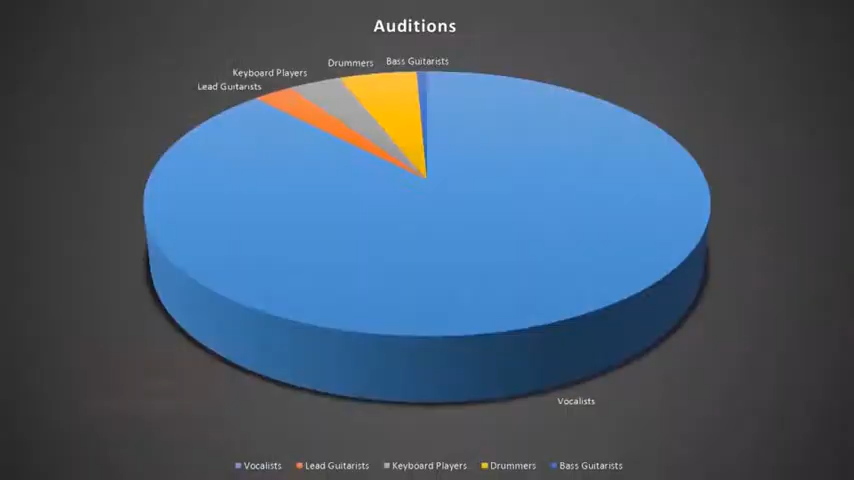 Auditions
Drummers
Bass Guitarists
Keyboard Players
Lead Guitarists
Vocalists
Vocalists Lead Guitarists Keyboard Players Drummers Bass Guitarists